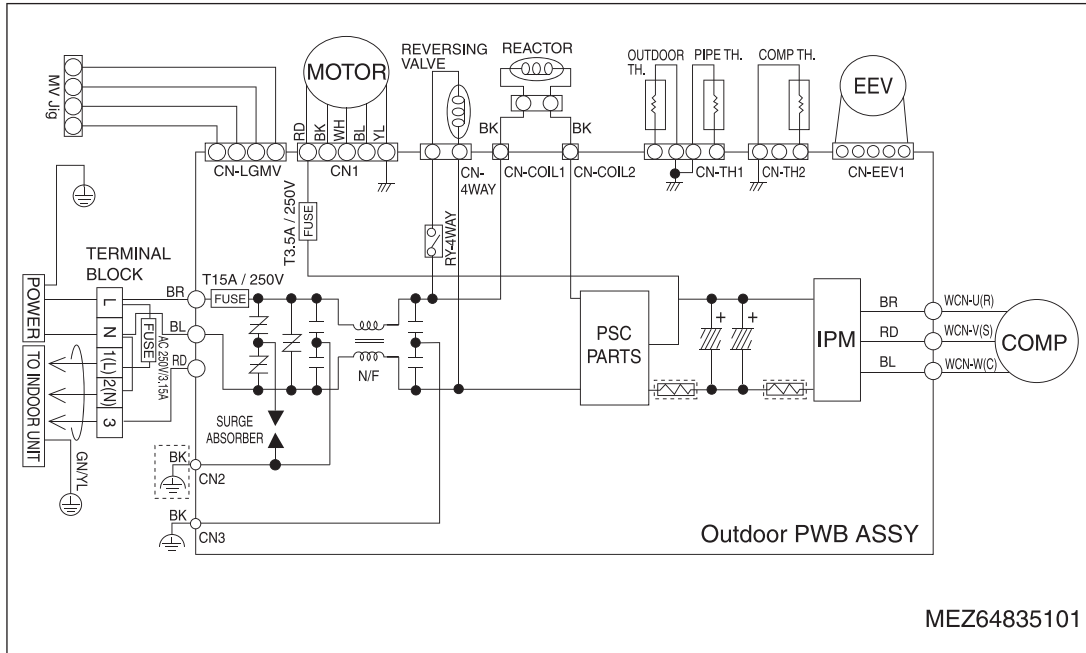 MV Jig
MOTOR
REVERSING
VALVE
REACTOR
OUTDOOR
TH.
PIPE TH.
COMP TH.
EEV
RD
BK
WH
BL
YL
BK
BK
CN-LGMV
CN1
CN-
4WAY
CN-COIL1
CN-COIL2
CN-TH1
CN-TH2
CN-EEV1
T3.5A / 250V
FUSE
RY-4WAY
TERMINAL
BLOCK
T15A / 250V
POWER
L
BR
FUSE
N
BL
FUSE
AC 250V/3.15A
TO INDOOR UNIT
1(L)
2(N)
RD
3
GN/YL
N/F
PSC
PARTS
+
+
IPM
BR
WCN-U(R)
RD
WCN-V(S)
BL
WCN-W(C)
COMP
SURGE
ABSORBER
BK
CN2
BK
CN3
Outdoor PWB ASSY
MEZ64835101